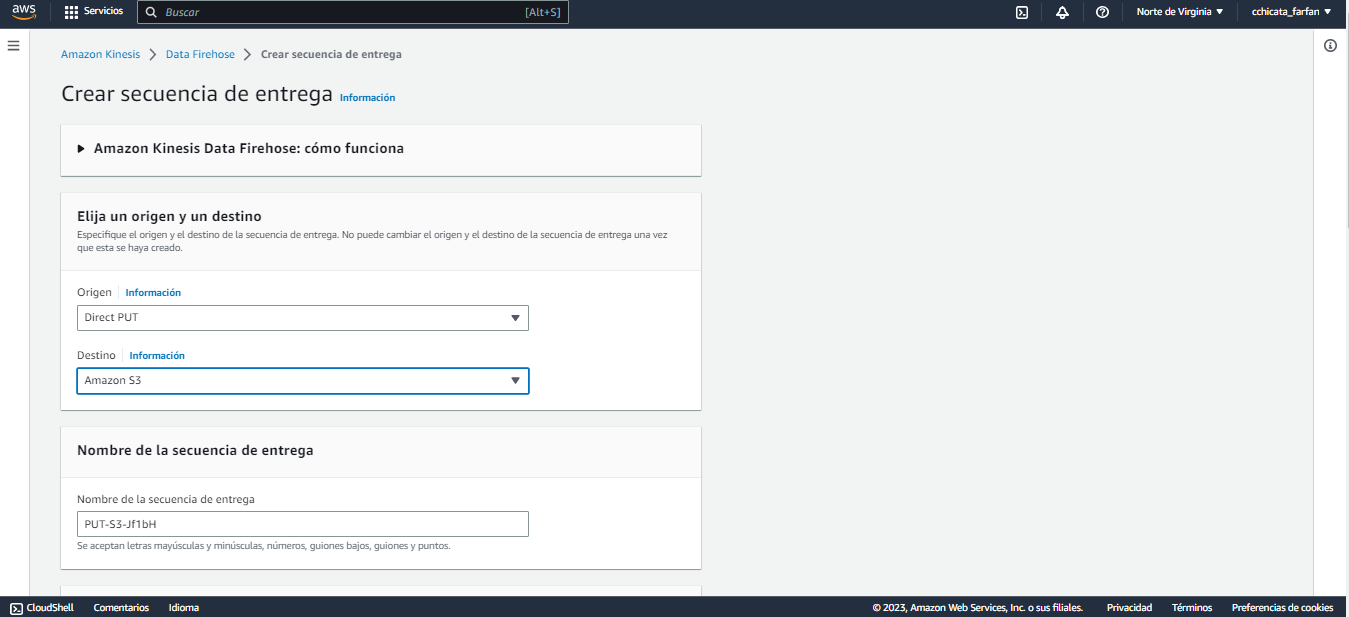 aws
Servicios
Buscar
[Alt+S]
Norte de Virginia
cchicata_farfan
Amazon Kinesis
Data Firehose
Crear secuencia de entrega
Crear secuencia de entrega Información
Amazon Kinesis Data Firehose: cómo funciona
Elija un origen y un destino
Especifique el origen y el destino de la secuencia de entrega. No puede cambiar el origen y el destino de la secuencia de entrega una vez
que esta se haya creado.
Origen Información
Direct PUT
Destino Información
Amazon S3
Nombre de la secuencia de entrega
Nombre de la secuencia de entrega
PUT-S3-Jf1bH
Se aceptan letras mayúsculas y minúsculas, números, guiones bajos, guiones y puntos.
CloudShell
Comentarios
Idioma
© 2023, Amazon Web Services, Inc. o sus filiales.
Privacidad
Términos
Preferencias de cookies